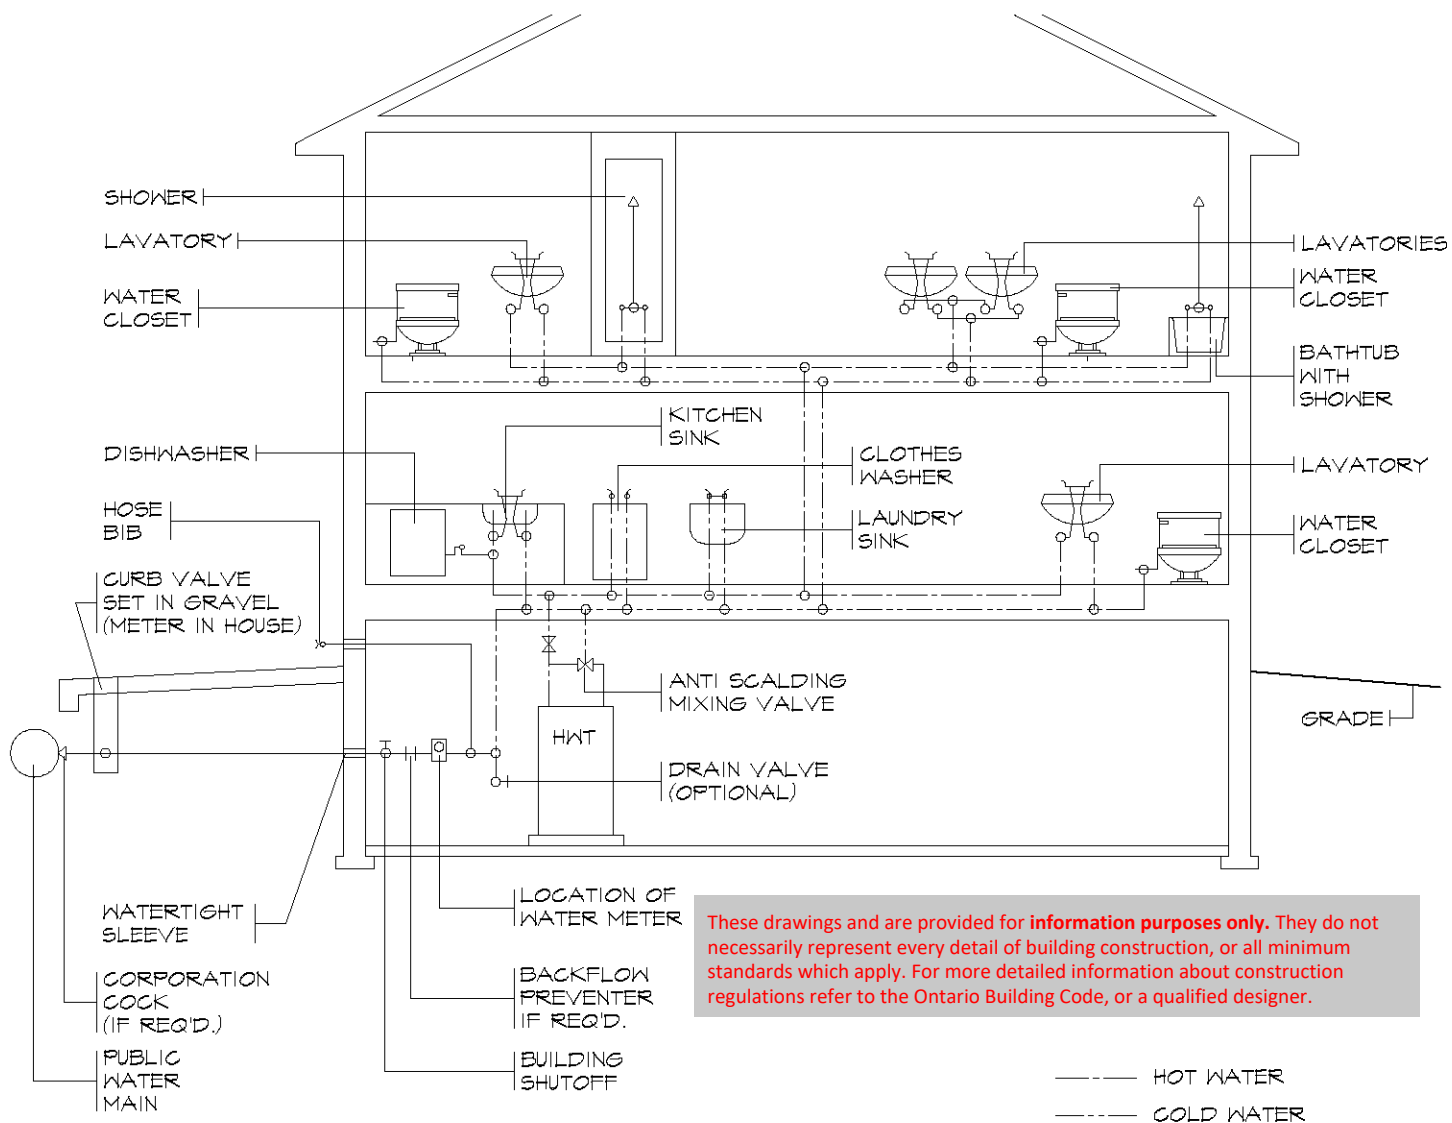 SHOWER
LAVATORY
WATER
CLOSET
LAVATORIES
WATER
CLOSET
BATHTUB
WITH
SHOWER
KITCHEN
SINK
DISHWASHER
CLOTHES
WASHER
LAVATORY
HOSE
BIB
LAUNDRY
SINK
WATER
CLOSET
CURB VALVE
SET IN GRAVEL
(METER IN HOUSE)
ANTI SCALDING
MIXING VALVE
GRADE
HWT
DRAIN VALVE
(OPTIONAL)
WATERTIGHT
SLEEVE
LOCATION OF
WATER METER
These drawings and are provided for information purposes only. They do not
necessarily represent every detail of building construction, or all minimum
standards which apply. For more detailed information about construction
regulations refer to the Ontario Building Code, or a qualified designer.
CORPORATION
COCK
(IF REQ'D.)
BACKFLOW
PREVENTER
IF REQ'D.
PUBLIC
WATER
MAIN
BUILDING
SHUTOFF
HOT WATER
COLD WATER